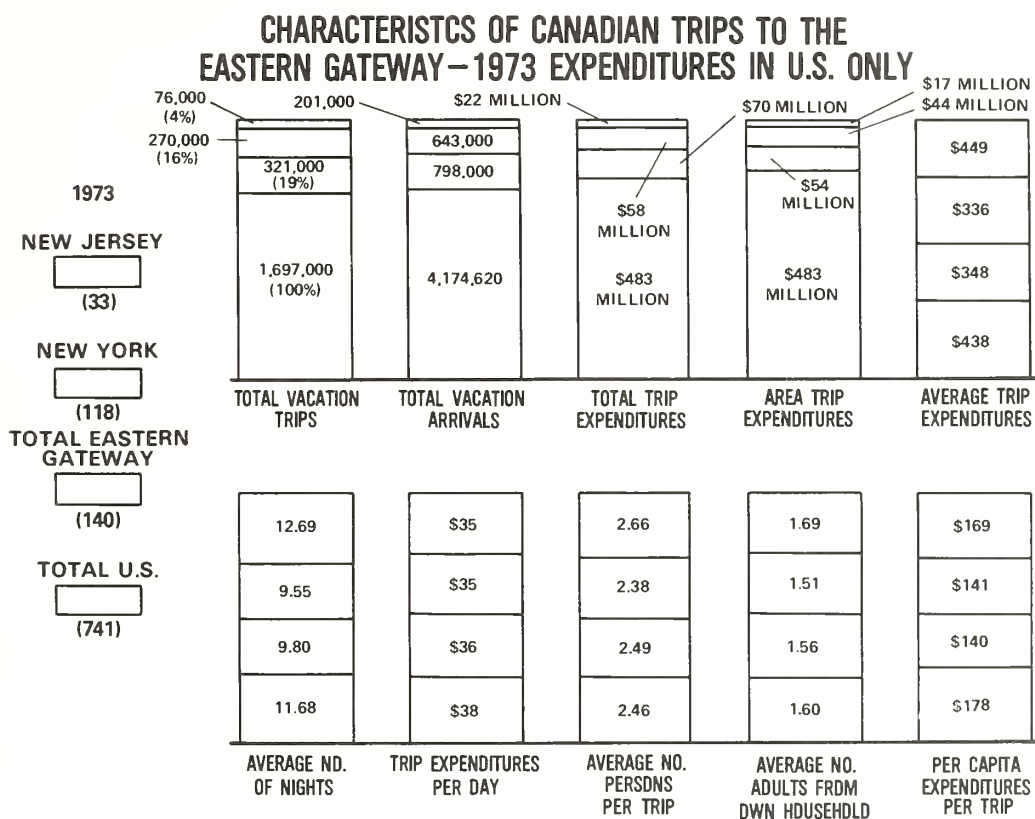 CHARACTERISTCS OF CANADIAN TRIPS TO THE
EASTERN GATEWAY—1973 EXPENDITURES IN U.S. ONLY
1973
NEW JERSEY
(33)
NEW YORK
(118)
TOTAL EASTERN
GATEWAY
(140)
TOTAL U.S.
(741)
76,000
(4%)
270,000
(16%)
321,000
(19%)
1,697,000
(100%)
TOTAL VACATION
TRIPS
201,000
643,000
798,000
4,174,620
TOTAL VACATION
ARRIVALS
$22 MILLION
$58
MILLION
$70 MILLION
$483
MILLION
TOTAL TRIP
EXPENDITURES
$17 MILLION
$44 MILLION
$54
MILLION
$483
MILLION
AREA TRIP
EXPENDITURES
$449
$336
$348
$438
AVERAGE TRIP
EXPENDITURES
12.69
9.55
9.80
11.68
AVERAGE ND.
OF NIGHTS
$35
$35
$36
$38
TRIP EXPENDITURES
PER DAY
2.66
2.38
2.49
2.46
AVERAGE NO.
PERSDNS
PER TRIP
1.69
1.51
1.56
1.60
AVERAGE NO.
ADULTS FRDM
DWN HDUSEHDLD
$169
$141
$140
$178
PER CAPITA
EXPENDITURES
PER TRIP